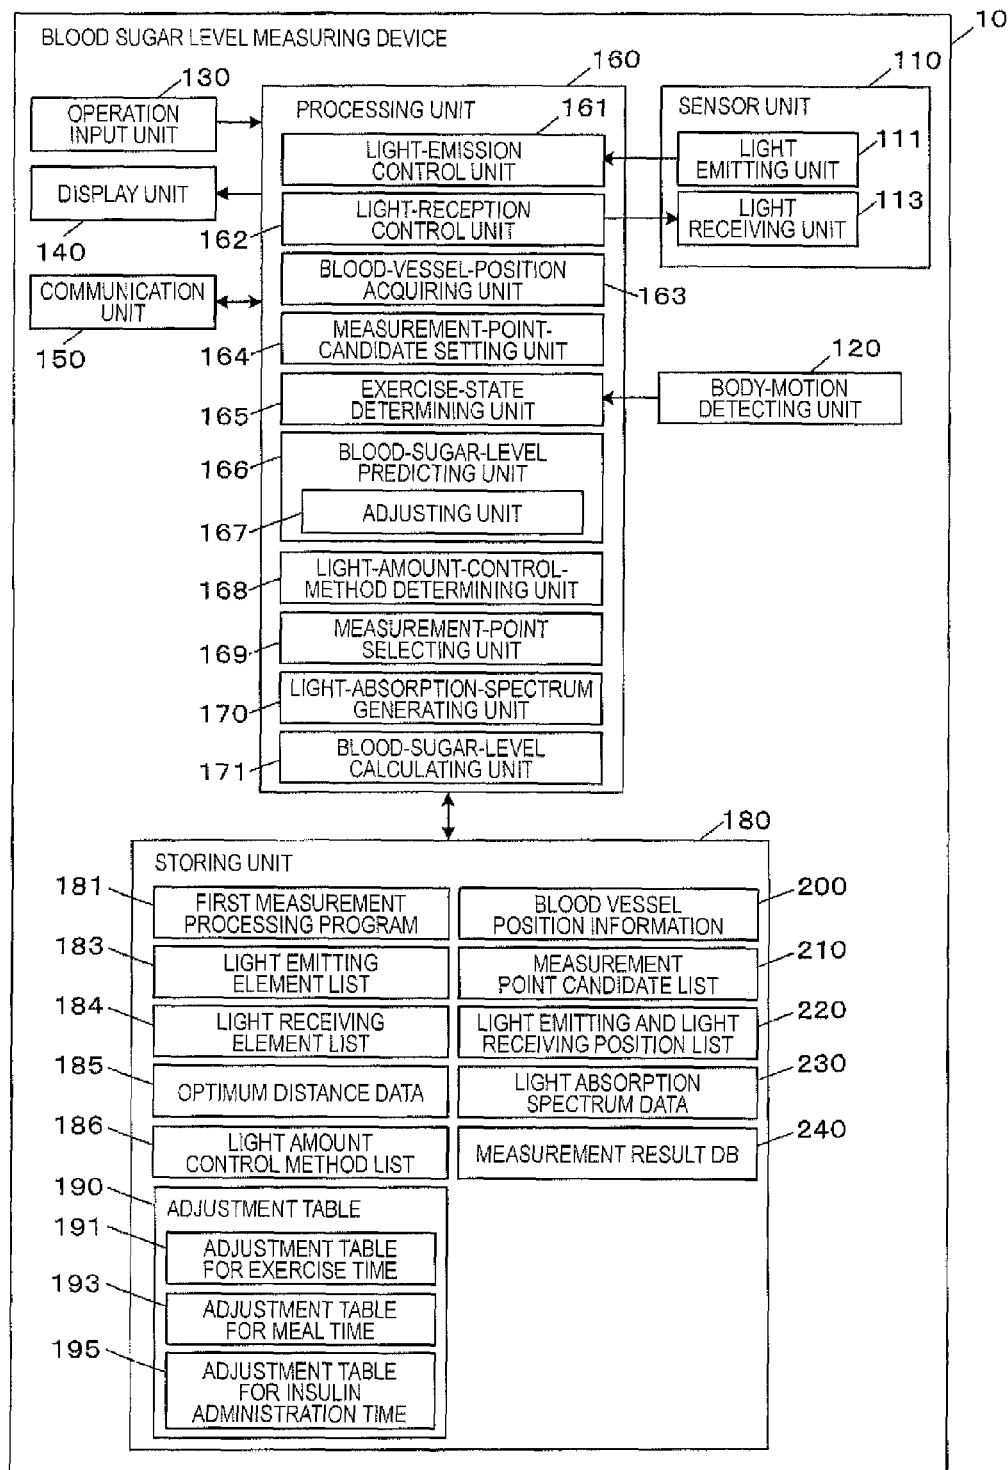 10
BLOOD SUGAR LEVEL MEASURING DEVICE
130
OPERATION
INPUT UNIT
DISPLAY UNIT
140
COMMUNICATION
UNIT
150
160
PROCESSING UNIT
161
LIGHT-EMISSION
CONTROL UNIT
LIGHT-RECEPTION
CONTROL UNIT
162
BLOOD-VESSEL-POSITION
ACQUIRING UNIT
163
MEASUREMENT-POINT-
CANDIDATE SETTING UNIT
164
EXERCISE-STATE
DETERMINING UNIT
165
BLOOD-SUGAR-LEVEL
PREDICTING UNIT
166
ADJUSTING UNIT
167
LIGHT-AMOUNT-CONTROL-
METHOD DETERMINING UNIT
168
MEASUREMENT-POINT
SELECTING UNIT
169
LIGHT-ABSORPTION-SPECTRUM
GENERATING UNIT
170
BLOOD-SUGAR-LEVEL
CALCULATING UNIT
171
110
SENSOR UNIT
LIGHT
EMITTING UNIT
111
LIGHT
RECEIVING UNIT
113
120
BODY-MOTION
DETECTING UNIT
180
STORING UNIT
181
FIRST MEASUREMENT
PROCESSING PROGRAM
183
LIGHT EMITTING
ELEMENT LIST
184
LIGHT RECEIVING
ELEMENT LIST
185
OPTIMUM DISTANCE DATA
186
LIGHT AMOUNT
CONTROL METHOD LIST
190
ADJUSTMENT TABLE
191
ADJUSTMENT TABLE
FOR EXERCISE TIME
193
ADJUSTMENT TABLE
FOR MEAL TIME
195
ADJUSTMENT TABLE
FOR INSULIN
ADMINISTRATION TIME
200
BLOOD VESSEL
POSITION INFORMATION
210
MEASUREMENT
POINT CANDIDATE LIST
220
LIGHT EMITTING AND LIGHT
RECEIVING POSITION LIST
230
LIGHT ABSORPTION
SPECTRUM DATA
240
MEASUREMENT RESULT DB